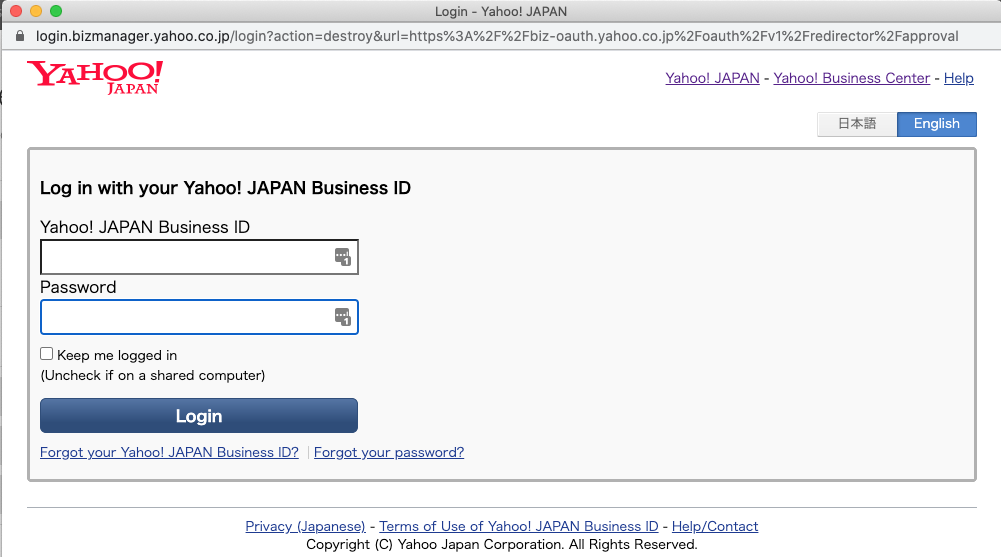 Login - Yahoo! JAPAN
login.bizmanager.yahoo.co.jp/login?action=destroy&url=https%3A%2F%2Fbiz-oauth.yahoo.co.jp%2Foauth%2Fv1%2Fredirector%2Fapproval
YAHOO!
JAPAN
Yahoo! JAPAN - Yahoo! Business Center - Help
日本語 English
Log in with your Yahoo! JAPAN Business ID
Yahoo! JAPAN Business ID
1
Password
1
Keep me logged in
(Uncheck if on a shared computer)
Login
Forgot your Yahoo! JAPAN Business ID? | Forgot your password?
Privacy (Japanese) - Terms of Use of Yahoo! JAPAN Business ID - Help/Contact
Copyright (C) Yahoo Japan Corporation. All Rights Reserved.